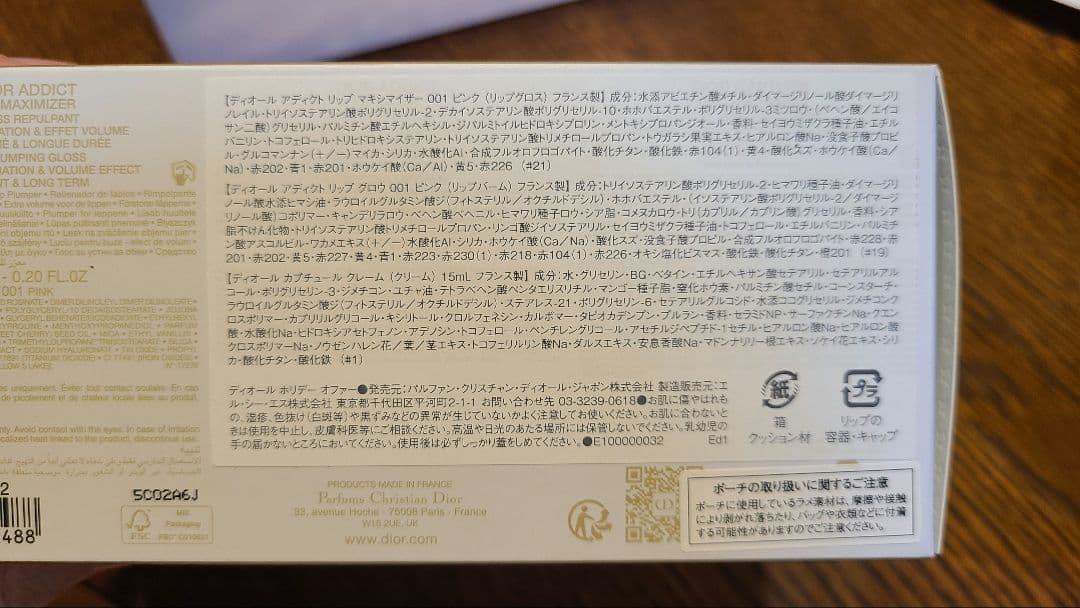 OR ADDICT
MAXIMIZER
SS REPULPANT
ATION & EFFET VOLUME
TÉ & LONGUE DURÉE
UMPING GLOSS
ATION & VOLUME EFFECT
NT & LONG TERM
- 0.20 FL.OZ
001 PINK
【ディオール アディクト リップ マキシマイザー 001 ピンク (リップグロス) フランス製】 成分:水添アビエチン酸メチル・ダイマージリノール酸ダイマージリ
ノレイル・トリイソステアリン酸ポリグリセリル-2・デカイソステアリン酸ポリグリセリル-10・ホホバエステル・ポリグリセリル-3ミツロウ・(ベヘン酸/エイコ
サン二酸)グリセリル・パルミチン酸エチルヘキシル・ジパルミトイルヒドロキシプロリン・メントキシプロパンジオール・香料・セイヨウミザクラ種子油・エチル
バニリン・トコフェロール・トリヒドロキシステアリン・トリイソステアリン酸トリメチロールプロパン・トウガラシ果実エキス・ヒアルロン酸Na・没食子酸プロピ
ル・グルコマンナン(+/-)マイカ・シリカ・水酸化Al・合成フルオロフロゴパイト・酸化チタン・酸化鉄・赤104(1)・黄4・酸化スズ・ホウケイ酸(Ca/
Na)・赤202・青1・赤201・ホウケイ酸(Ca/Al)・黄5・赤226 (#21)
【ディオール アディクト リップ グロウ 001 ピンク (リップバーム) フランス製】 成分:トリイソステアリン酸ポリグリセリル-2・ヒマワリ種子油・ダイマージリ
ノール酸水添ヒマシ油・ラウロイルグルタミン酸ジ(フィトステリル/オクチルドデシル)・ホホバエステル・(イソステアリン酸ポリグリセリル-2/ダイマージ
リノール酸)コポリマー・キャンデリラロウ・ベヘン酸ベヘニル・ヒマワリ種子ロウ・シア脂・コメヌカロウ・トリ(カプリル/カプリン酸)グリセリル・香料・シア
脂不けん化物・トリイソステアリン酸トリメチロールプロパン・リンゴ酸ジイソステアリル・セイヨウミザクラ種子油・トコフェロール・エチルバニリン・パルミチ
ン酸アスコルビル・ワカメエキス(+/-)水酸化Al・シリカ・ホウケイ酸(Ca/Na)・酸化スズ・没食子酸プロピル・合成フルオロフロゴパイト・赤228・赤
201・赤202・黄5・赤227・黄4・青1・赤223・赤230(1)・赤218・赤104(1)・赤226・オキシ塩化ビスマス・酸化鉄・酸化チタン・橙201 (#19)
【ディオール カプチュール クレーム (クリーム) 15mL フランス製】 成分:水・グリセリン・BG・ベタイン・エチルヘキサン酸セテアリル・セテアリルアル
コール・ポリグリセリン-3・ジメチコン・ユチャ油・テトラベヘン酸ペンタエリスリチル・マンゴー種子脂・窒化ホウ素・パルミチン酸セチル・コーンスターチ・
ラウロイルグルタミン酸ジ(フィトステリル/オクチルドデシル)・ステアレス-21・ポリグリセリン-6・セテアリルグルコシド・水添ココグリセリル・ジメチコンク
ロスポリマー・カプリリルグリコール・キシリトール・クロルフェネシン・カルボマー・タピオカデンプン・プルラン・香料・セラミドNP・サーファクチンNa・クエン
酸・水酸化Na・ヒドロキシアセトフェノン・アデノシン・トコフェロール・ペンチレングリコール・アセチルジペプチド-1セチル・ヒアルロン酸Na・ヒアルロン酸
クロスポリマーNa・ノウゼンハレン花/葉/茎エキス・トコフェリルリン酸Na・ダルスエキス・安息香酸Na・マドンナリリー根エキス・ソケイ花エキス・シリ
カ・酸化チタン・酸化鉄 (#1)
ディオール ホリデー オファー●発売元:パルファン・クリスチャン・ディオール・ジャポン株式会社 製造販売元:エ
ル・シー・エス株式会社 東京都千代田区平河町2-1-1 お問い合わせ先 03-3239-0618●お肌に傷やはれも
の、湿疹、色抜け(白斑等)や黒ずみなどの異常が生じていないかよく注意してお使いください。お肌に合わないと
きは使用を中止し、皮膚科医等にご相談ください。高温や日光のあたる場所には保管しないでください。乳幼児の
手の届かないところにおいてください。使用後は必ずしっかり蓋をしめてください。●E100000032 Ed1
紙
箱
クッション材
プラ
リップの
容器・キャップ
5C02A6J
2
488
FSC
MIX
Packaging
PRODUCTS MADE IN FRANCE
Parfums Christian Dior
33, avenue Hoche - 75008 Paris - France
W1S 2UE, UK
www.dior.com
ポーチの取り扱いに関するご注意
ポーチに使用しているラメ素材は、摩擦や接触
により剥がれ落ちたり、バッグや衣類などに付着
する可能性がありますのでご注意ください。